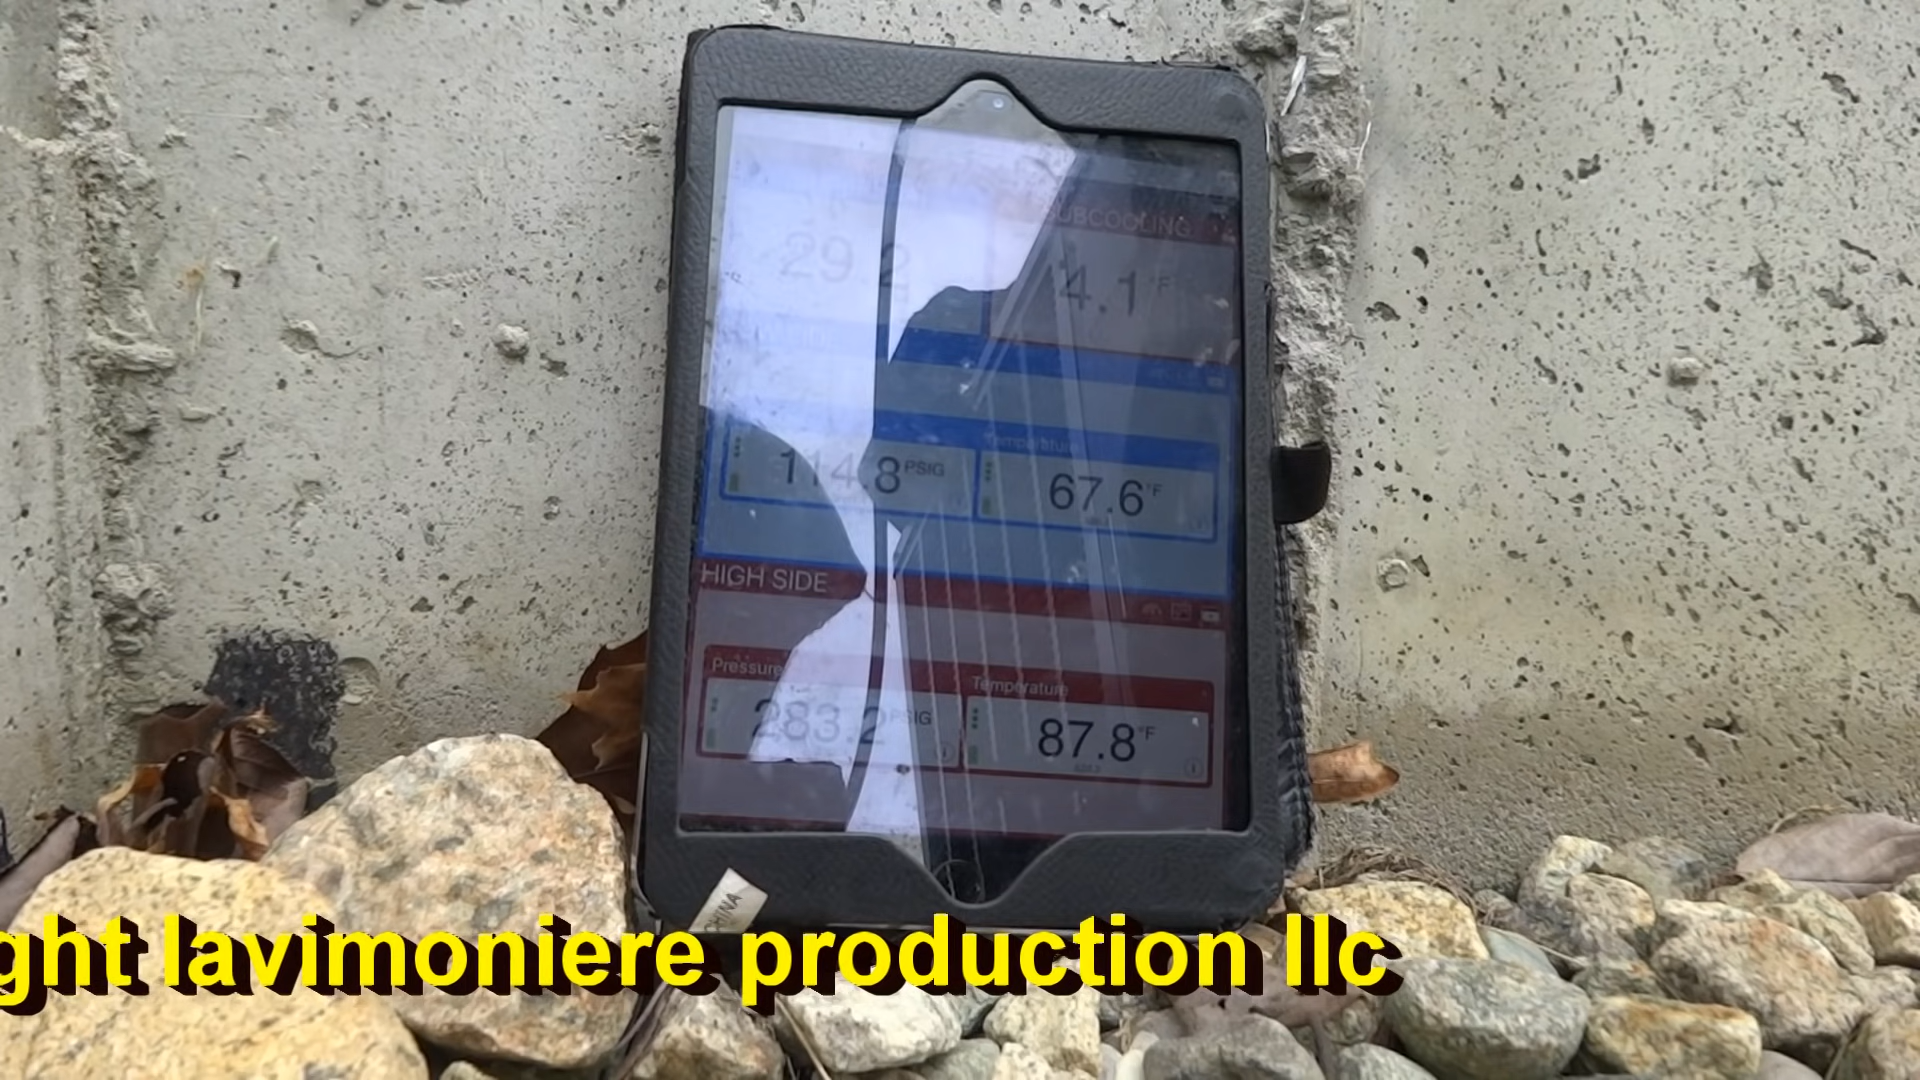 SUBCOOLING
29.2
4.1 °F
Temperature
114.8 PSIG
67.6 °F
HIGH SIDE
Pressure
Temperature
283.2 PSIG
87.8 °F
ght lavimoniere production llc